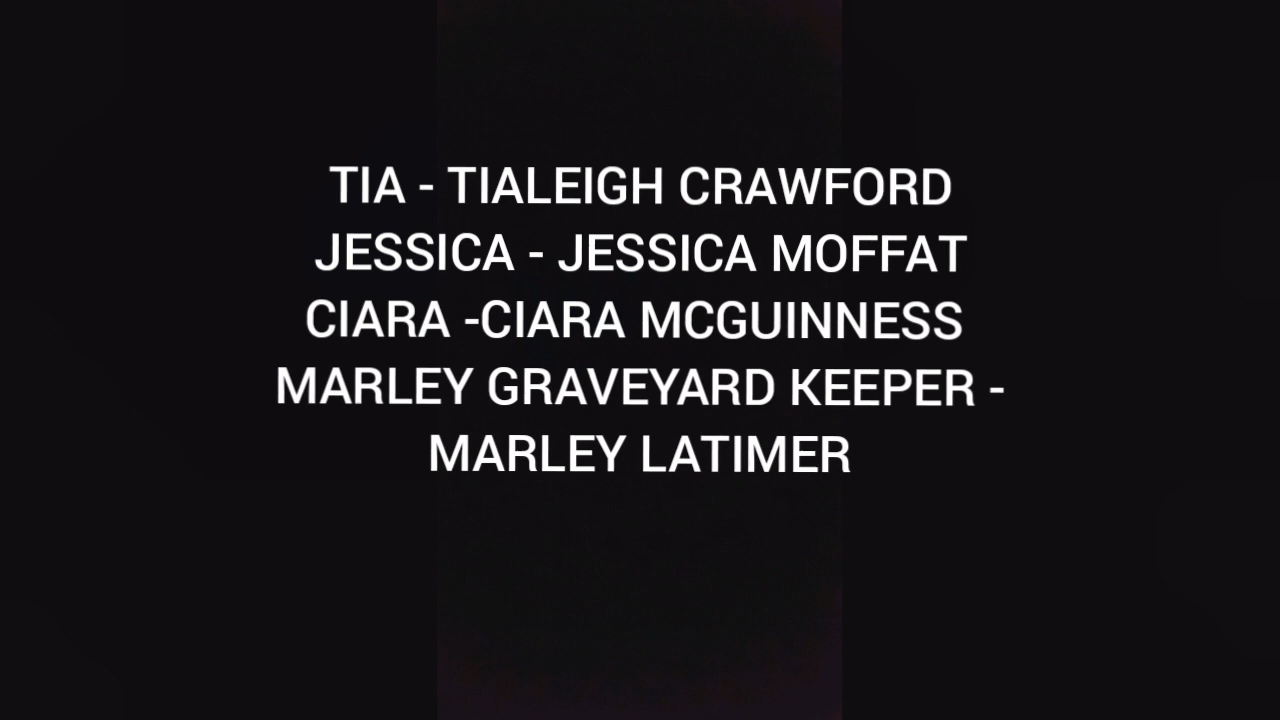 TIA - TIALEIGH CRAWFORD
JESSICA - JESSICA MOFFAT
CIARA -CIARA MCGUINNESS
MARLEY GRAVEYARD KEEPER -
MARLEY LATIMER